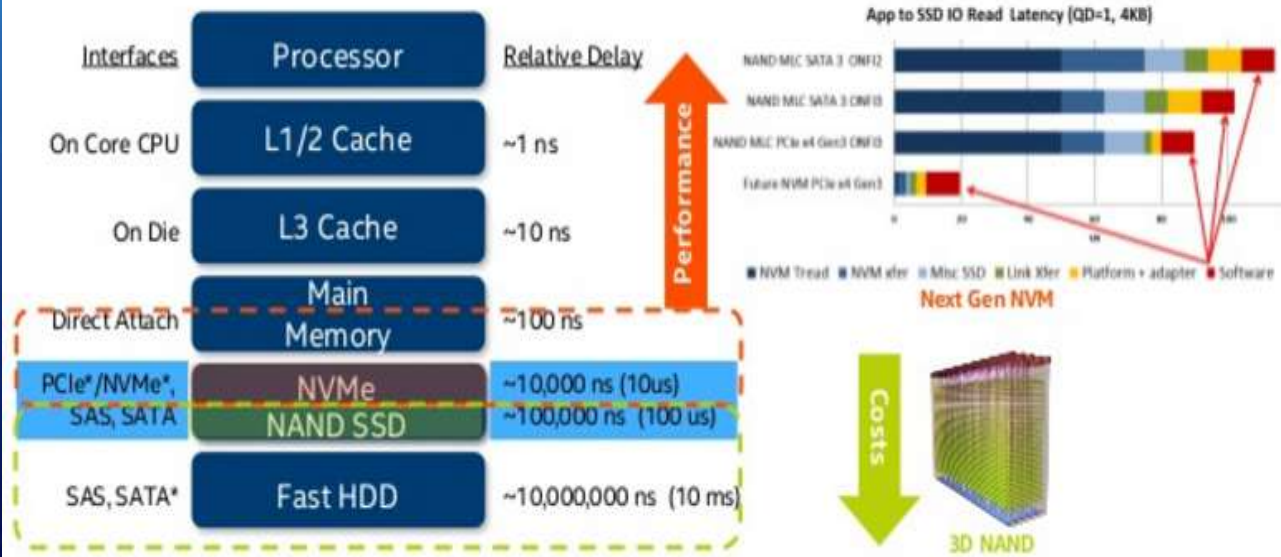 Interfaces
Processor
Relative Delay
On Core CPU
L1/2 Cache
~1 ns
On Die
L3 Cache
~10 ns
Direct Attach
Main
Memory
~100 ns
PCIe*/NVMe*,
NVMe
~10,000 ns (10us)
SAS, SATA
NAND SSD
~100,000 ns (100 us)
SAS, SATA*
Fast HDD
~10,000,000 ns (10 ms)
Performance
Costs
App to SSD IO Read Latency (QD=1, 4KB)
NAND MLC SATA 3 ONFI2
NAND MLC SATA 3 ONFI3
NAND MLC PCIe x4 Gen3 ONFI3
Future NVM PCIe x4 Gen3
0
20
80
100
NVM Tread
NVM xfer
Misc SSD
Link Xfer
Platform + adapter
Software
Next Gen NVM
3D NAND